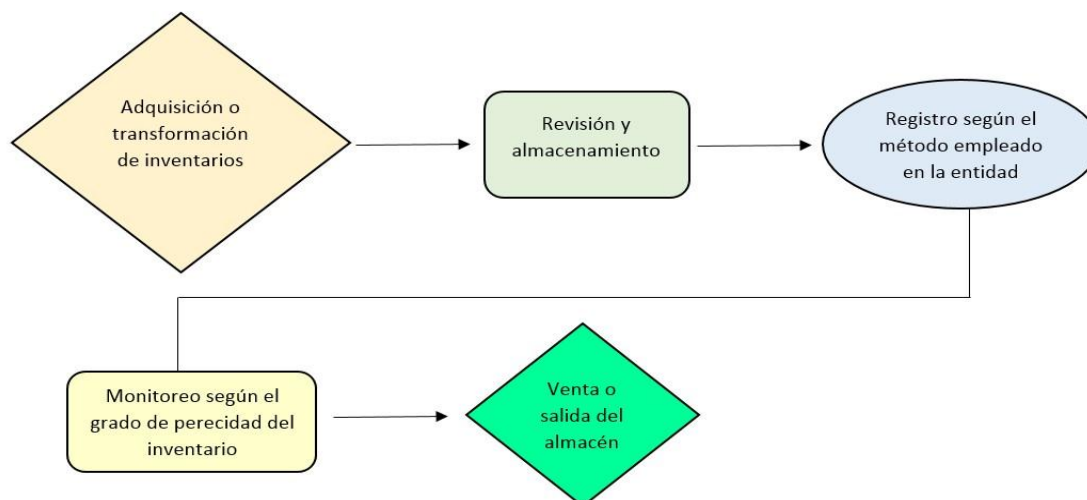 Adquisición o
transformación
de inventarios
Revisión y
almacenamiento
Registro según el
método empleado
en la entidad
Monitoreo según el
grado de perecidad del
inventario
Venta o
salida del
almacén